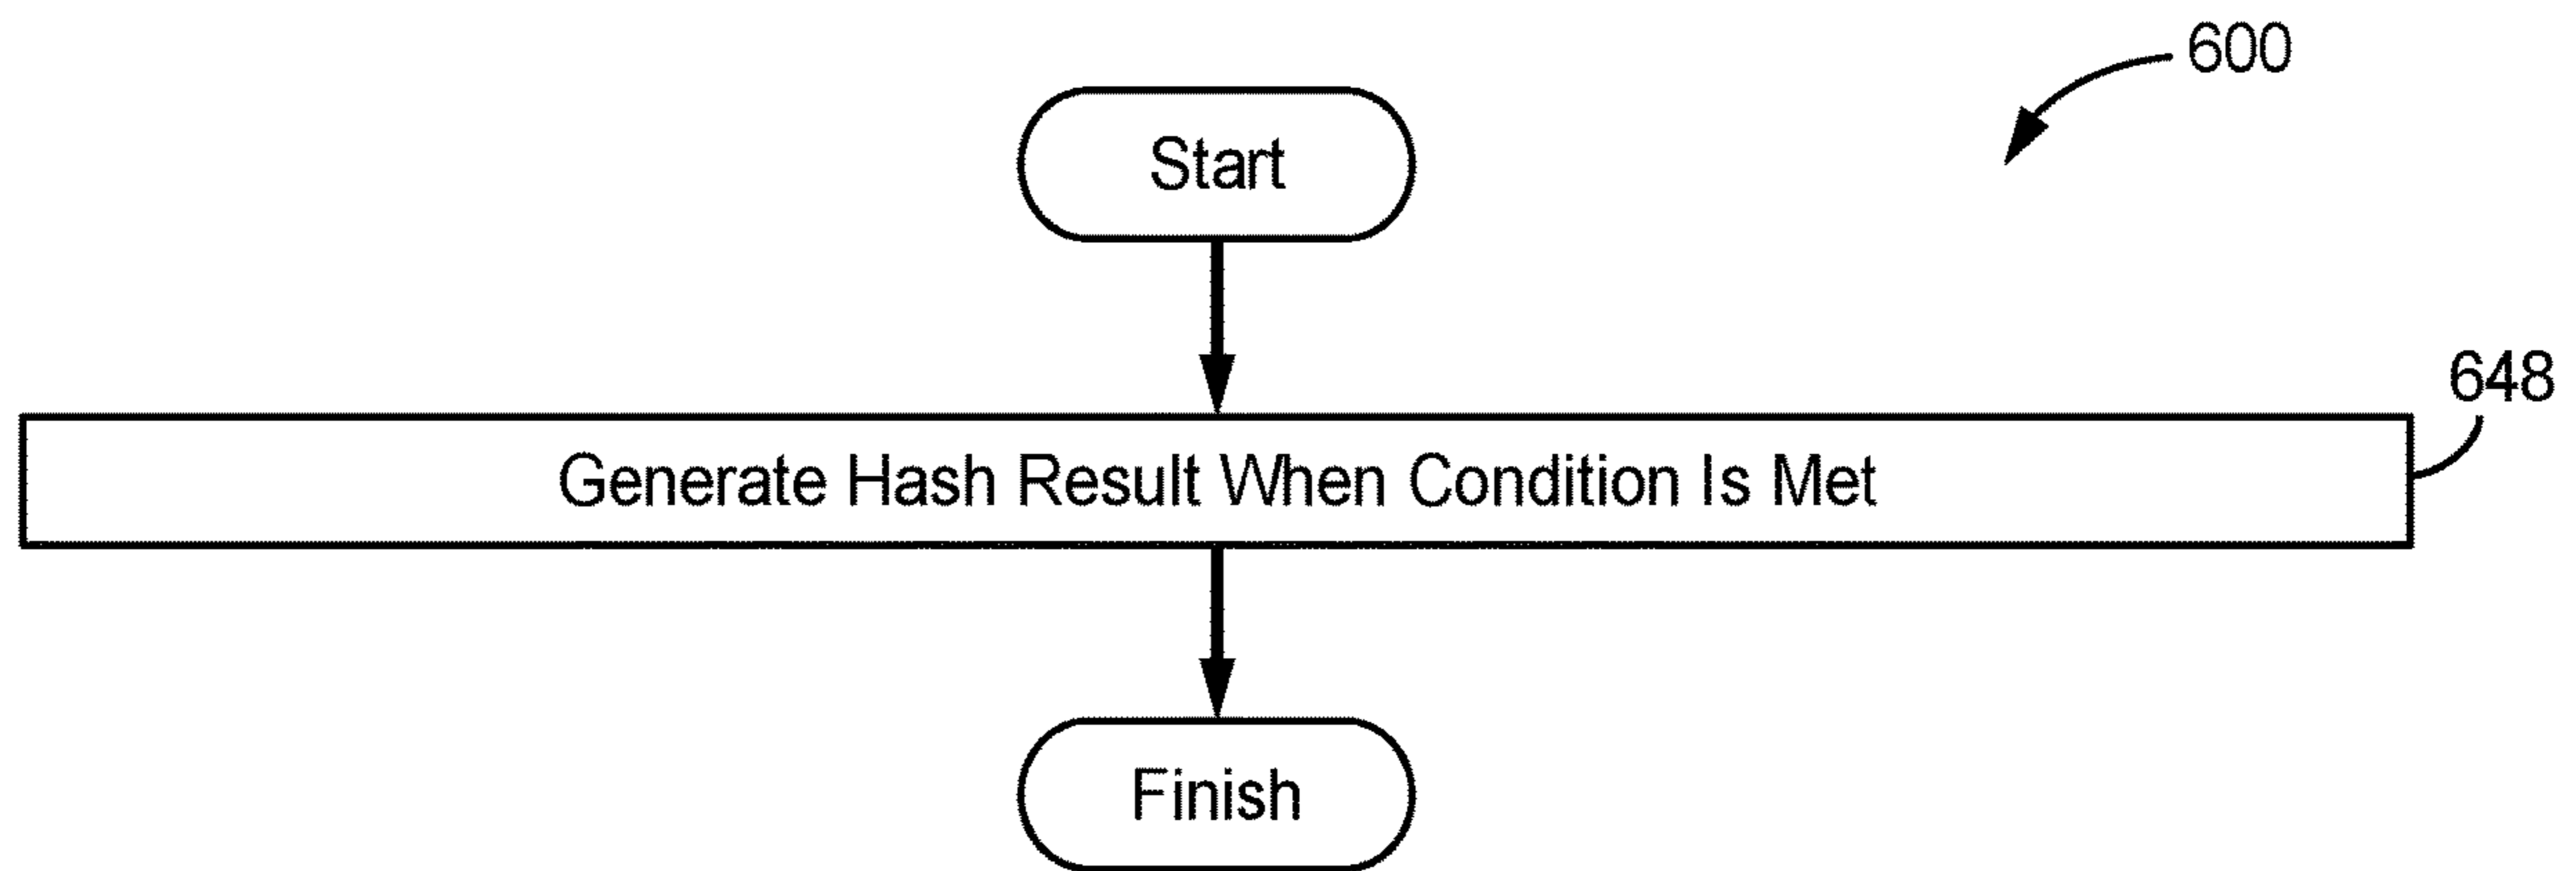 600
Start
648
Generate Hash Result When Condition Is Met
Finish